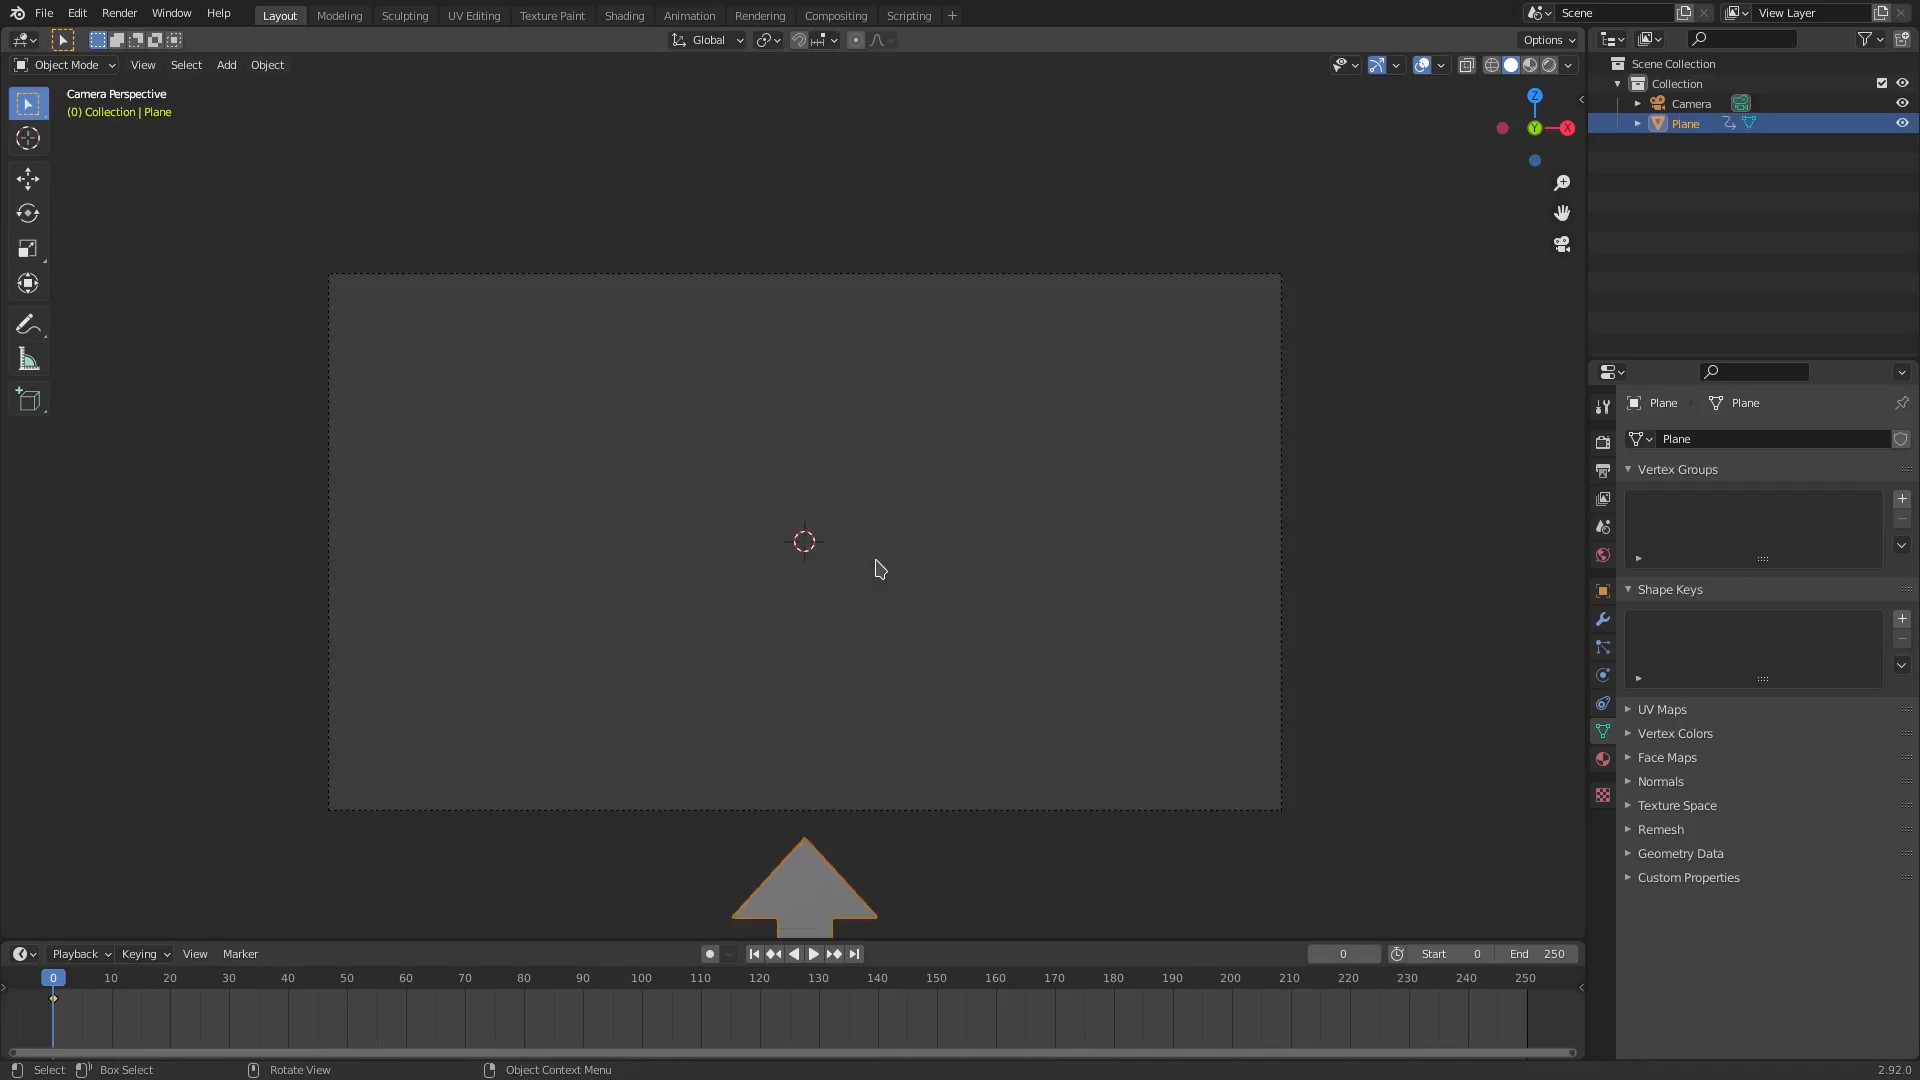 File Edit Render Window Help Layout Modeling Sculpting UV Editing Texture Paint Shading Animation Rendering Compositing Scripting + Scene View Layer
Global Options
Object Mode View Select Add Object
Camera Perspective
(0) Collection | Plane
Z
Y
X
Scene Collection
Collection
Camera
Plane
Plane Plane
Plane
Vertex Groups
Shape Keys
UV Maps
Vertex Colors
Face Maps
Normals
Texture Space
Remesh
Geometry Data
Custom Properties
Playback Keying View Marker 0 Start 0 End 250
0 10 20 30 40 50 60 70 80 90 100 110 120 130 140 150 160 170 180 190 200 210 220 230 240 250
Select Box Select Rotate View Object Context Menu 2.92.0